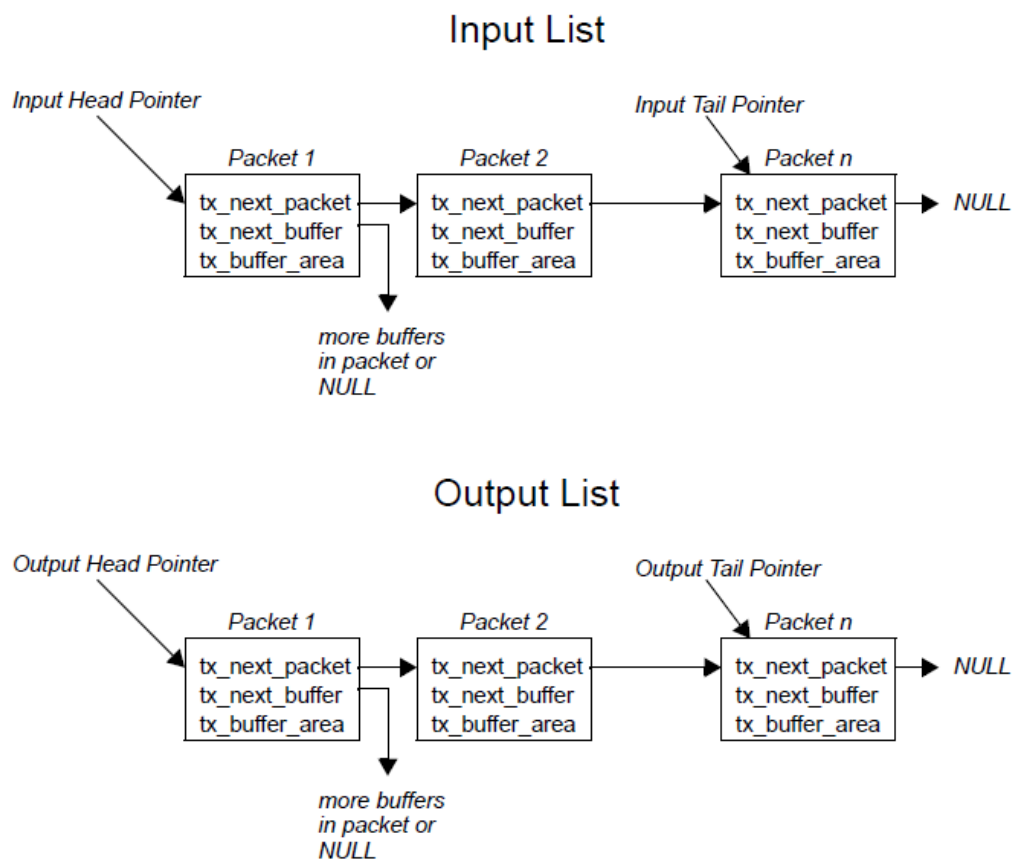 Input List
Input Head Pointer
Input Tail Pointer
Packet 1
Packet 2
Packet n
tx_next_packet
tx_next_buffer
tx_buffer_area
tx_next_packet
tx_next_buffer
tx_buffer_area
tx_next_packet
tx_next_buffer
tx_buffer_area
NULL
more buffers
in packet or
NULL
Output List
Output Head Pointer
Output Tail Pointer
Packet 1
Packet 2
Packet n
tx_next_packet
tx_next_buffer
tx_buffer_area
tx_next_packet
tx_next_buffer
tx_buffer_area
tx_next_packet
tx_next_buffer
tx_buffer_area
NULL
more buffers
in packet or
NULL